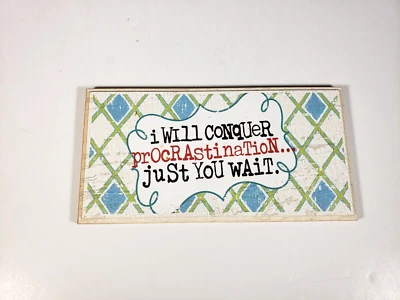 i WiLL CONQUER
prOCRAstinaTiON...
juSt YOU WAiT.